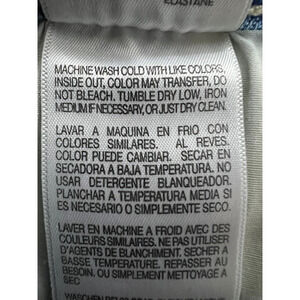 ELASTANE
MACHINE WASH COLD WITH LIKE COLORS,
INSIDE OUT, COLOR MAY TRANSFER, DO
NOT BLEACH. TUMBLE DRY LOW, IRON
MEDIUM IF NECESSARY, OR JUST DRY CLEAN.
LAVAR A MAQUINA EN FRIO CON
COLORES SIMILARES. AL REVES.
COLOR PUEDE CAMBIAR. SECAR EN
SECADORA A BAJA TEMPERATURA. NO
USAR DETERGENTE BLANQUEADOR.
PLANCHAR A TEMPERATURA MEDIA SI
ES NECESARIO O SIMPLEMENTE SECO.
LAVER EN MACHINE A FROID AVEC DES
COULEURS SIMILAIRES. NE PAS UTILISER
D'AGENTS DE BLANCHIMENT. SECHER A
BASSE TEMPERATURE. REPASSER AU
BESOIN, OU SIMPLEMENT METTOYAGE A
SEC